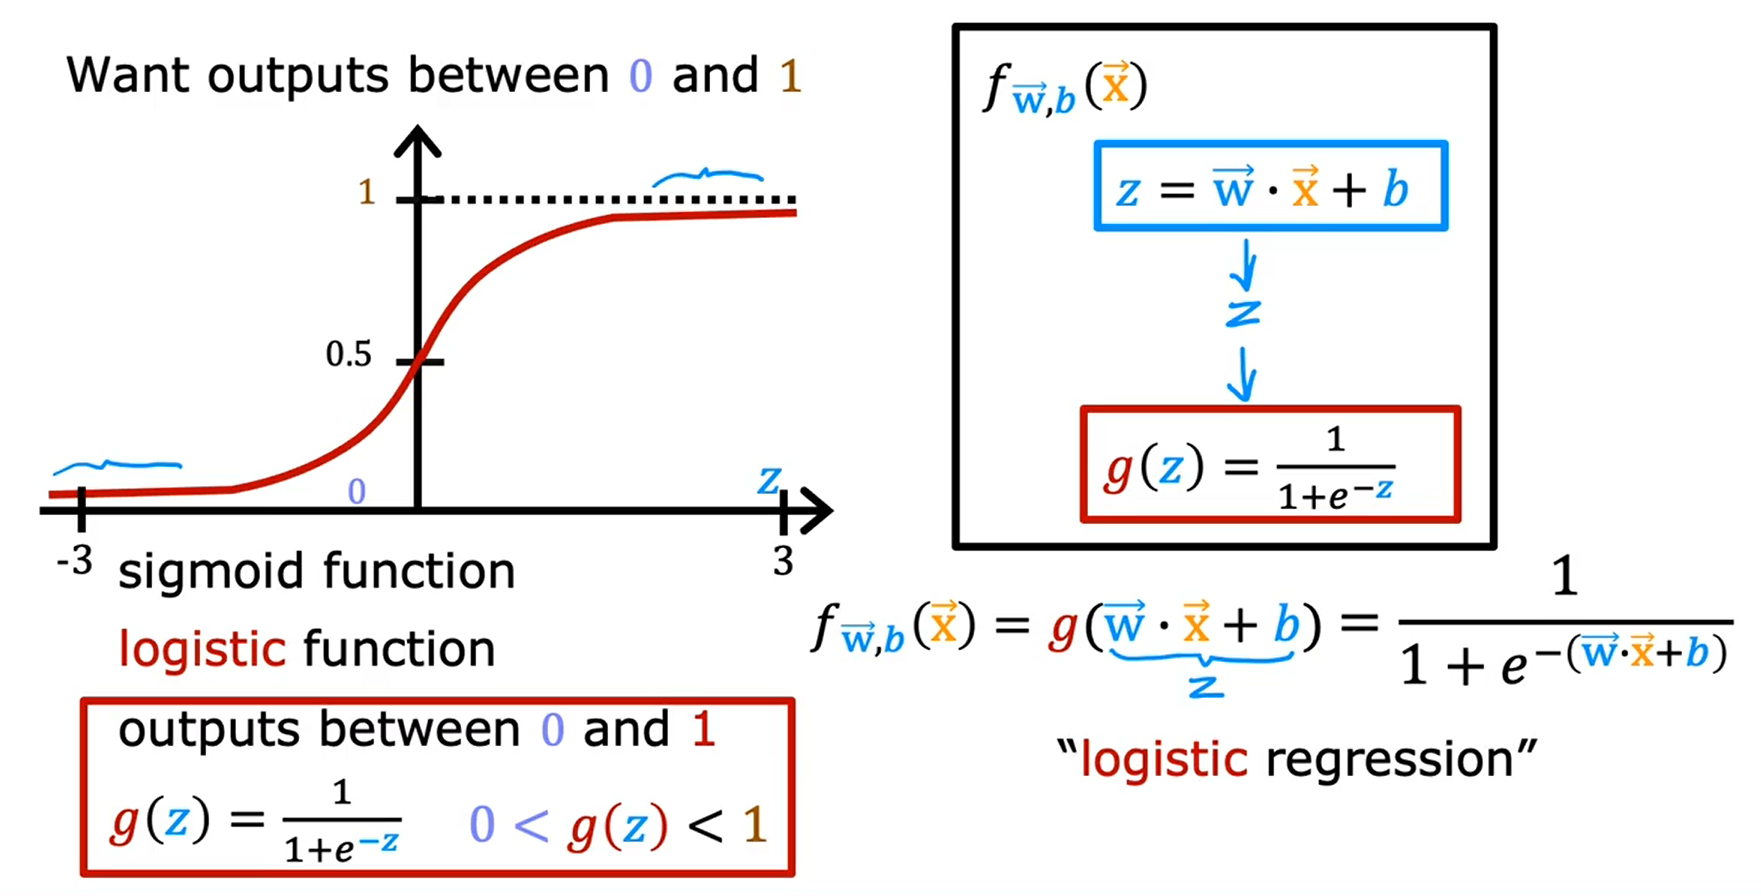 Want outputs between 0 and 1
1
0.5
0
z
-3
3
sigmoid function
logistic function
outputs between 0 and 1
g(z) = 1/(1+e^−z)   0 < g(z) < 1
f w⃗,b (x⃗)
z = w⃗ · x⃗ + b
z
g(z) = 1/(1+e^−z)
f w⃗,b (x⃗) = g(w⃗ · x⃗ + b) = 1/(1 + e^−(w⃗·x⃗+b))
z
“logistic regression”